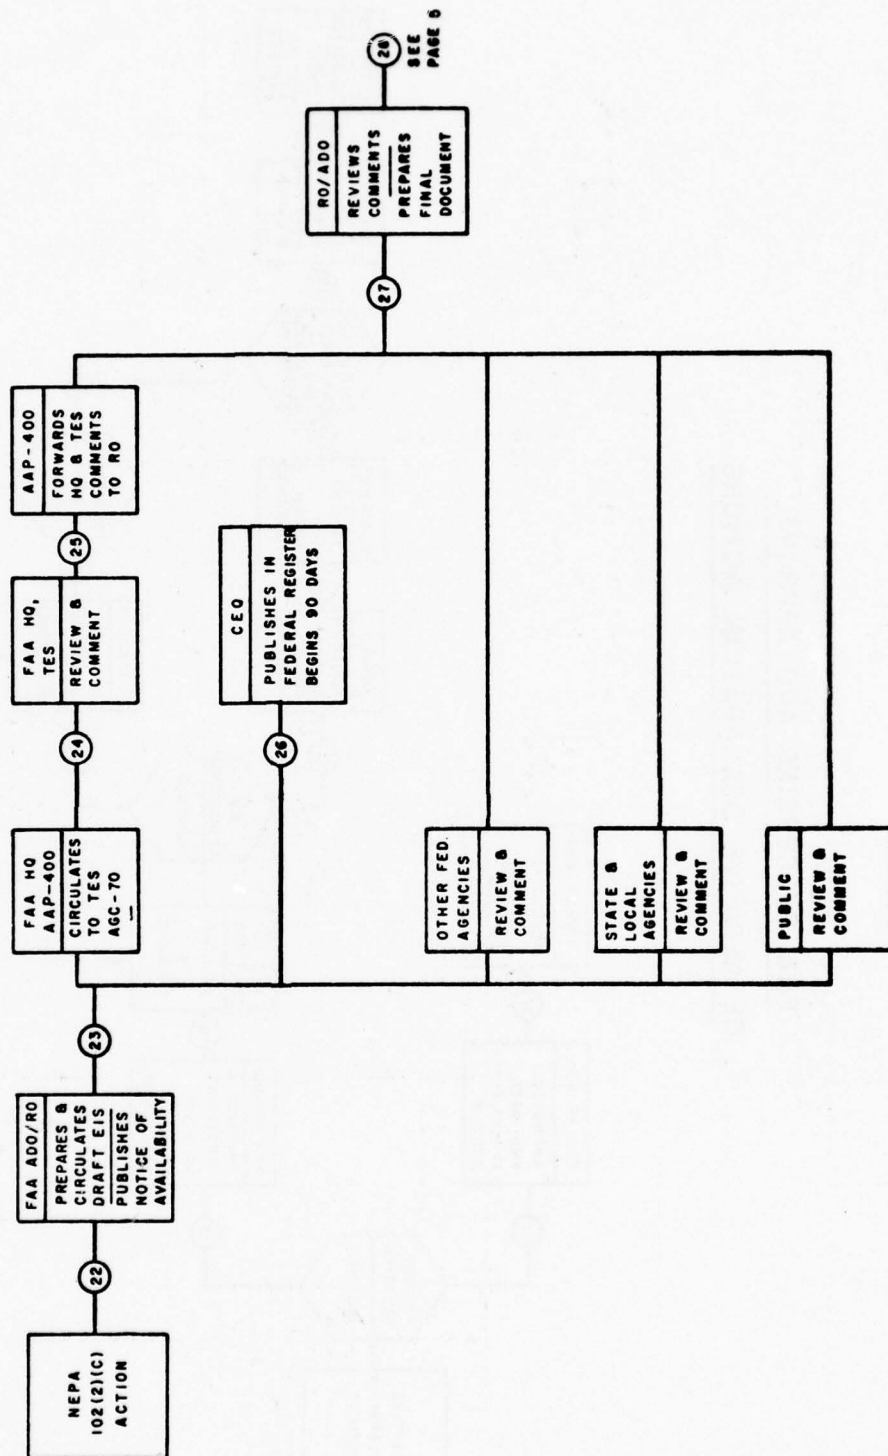 NEPA
102(2)(C)
ACTION
22
FAA ADO/RO
PREPARES &
CIRCULATES
DRAFT EIS
PUBLISHES
NOTICE OF
AVAILABILITY
23
FAA HQ
AAP-400
CIRCULATES
TO TES
AGC-70
24
FAA HQ,
TES
REVIEW &
COMMENT
25
AAP-400
FORWARDS
HQ & TES
COMMENTS
TO RO
26
CEQ
PUBLISHES IN
FEDERAL REGISTER
BEGINS 90 DAYS
OTHER FED.
AGENCIES
REVIEW &
COMMENT
STATE &
LOCAL
AGENCIES
REVIEW &
COMMENT
PUBLIC
REVIEW &
COMMENT
27
RO/ADO
REVIEWS
COMMENTS
PREPARES
FINAL
DOCUMENT
28
SEE
PAGE